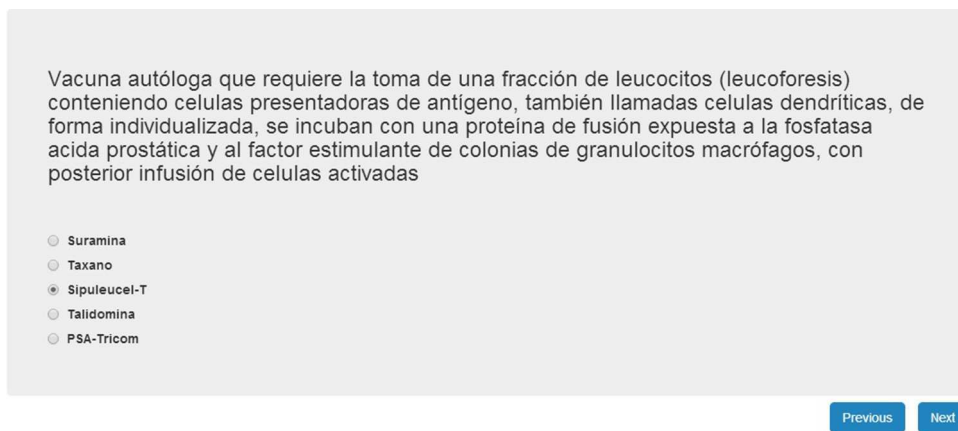 Vacuna autóloga que requiere la toma de una fracción de leucocitos (leucoforesis)
conteniendo celulas presentadoras de antígeno, también llamadas celulas dendríticas, de
forma individualizada, se incuban con una proteína de fusión expuesta a la fosfatasa
acida prostática y al factor estimulante de colonias de granulocitos macrófagos, con
posterior infusión de celulas activadas
Suramina
Taxano
Sipuleucel-T
Talidomina
PSA-Tricom
Previous
Next